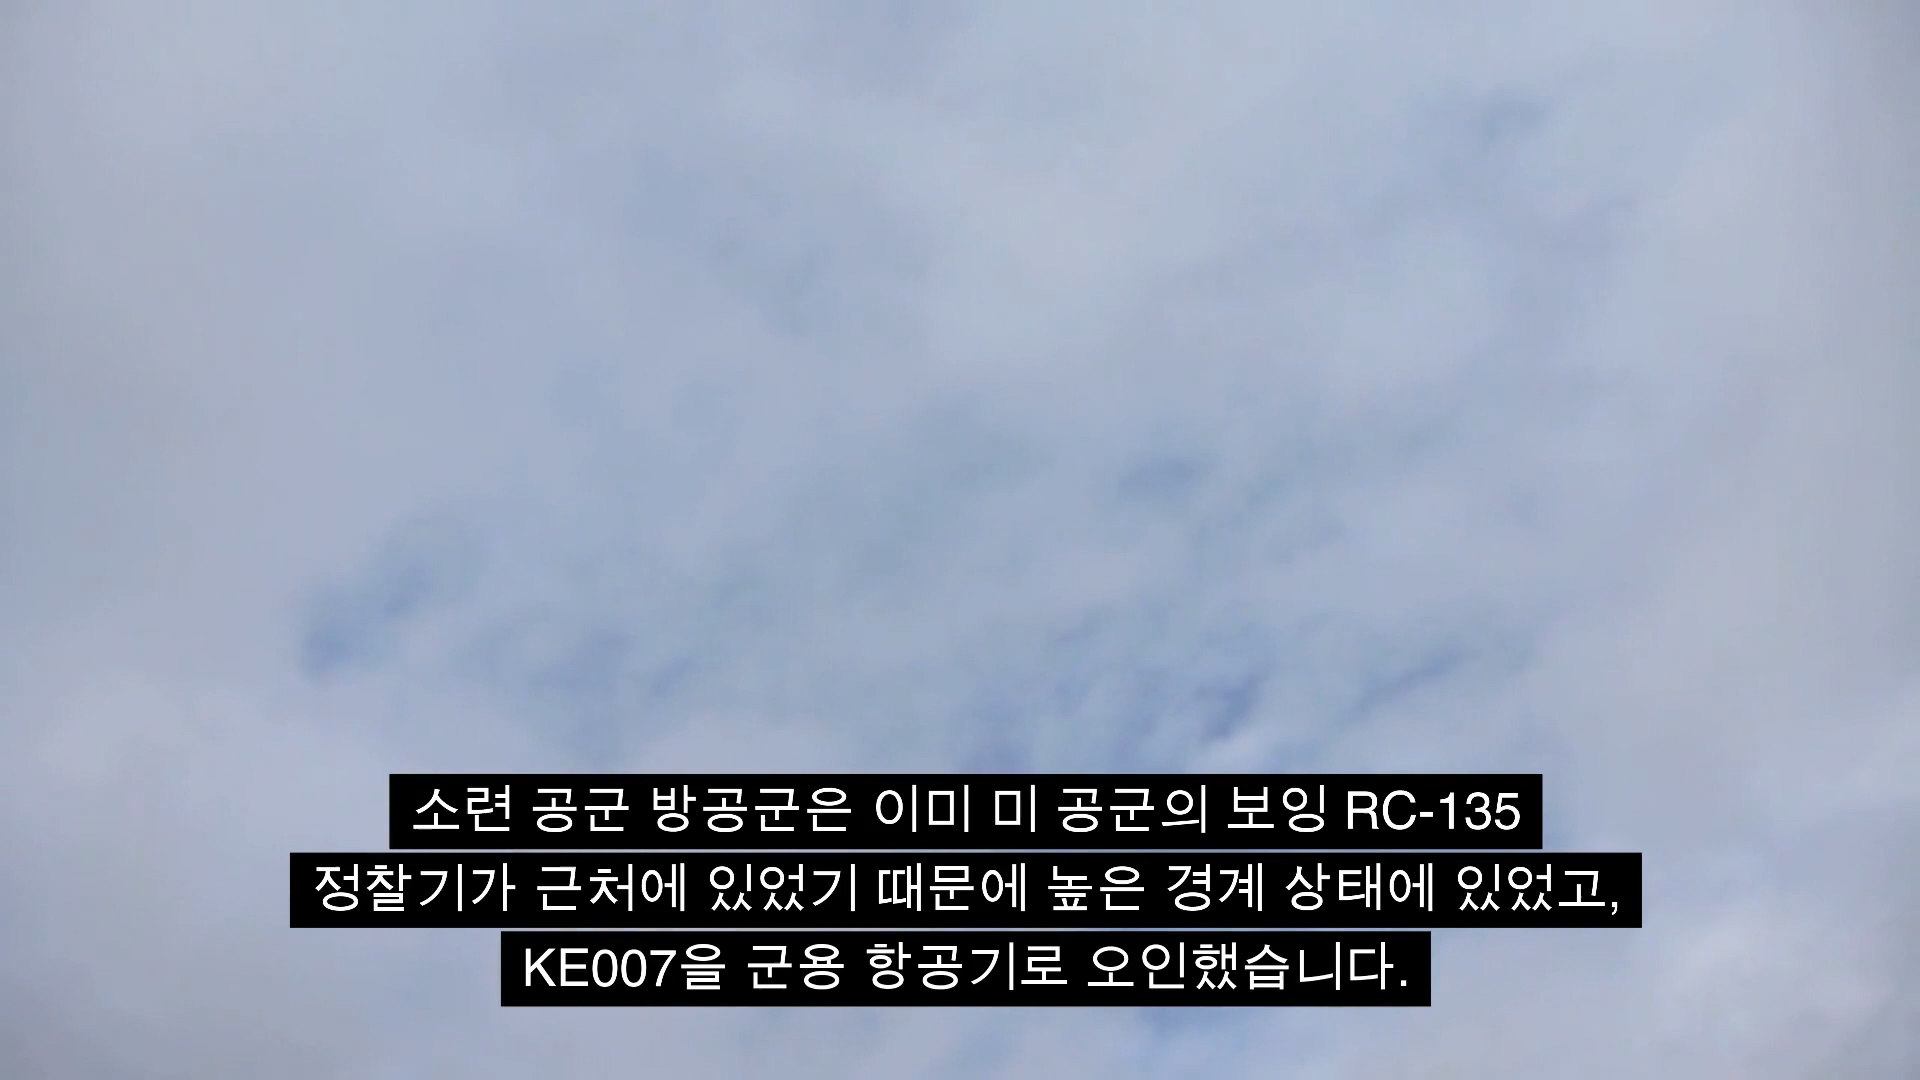 소련 공군 방공군은 이미 미 공군의 보잉 RC-135
정찰기가 근처에 있었기 때문에 높은 경계 상태에 있었고,
KE007을 군용 항공기로 오인했습니다.